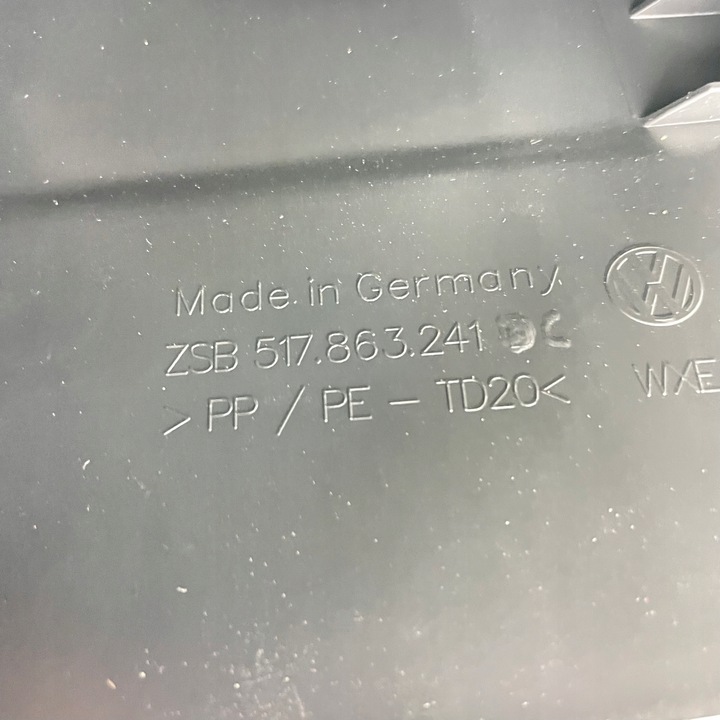 Made in Germany
ZSB 517.863.241 C
>PP / PE – TD20< WXE